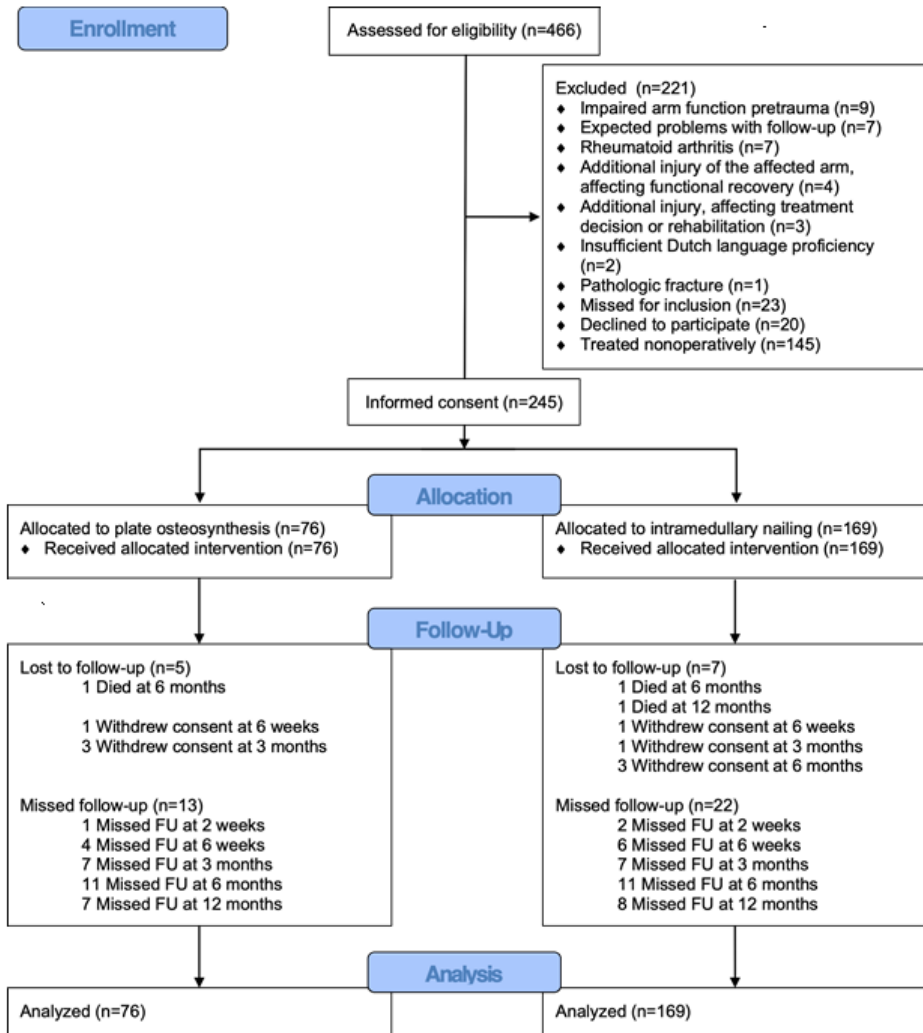 Enrollment
Assessed for eligibility (n=466)
Excluded (n=221)
♦ Impaired arm function pretrauma (n=9)
♦ Expected problems with follow-up (n=7)
♦ Rheumatoid arthritis (n=7)
♦ Additional injury of the affected arm,
affecting functional recovery (n=4)
♦ Additional injury, affecting treatment
decision or rehabilitation (n=3)
♦ Insufficient Dutch language proficiency
(n=2)
♦ Pathologic fracture (n=1)
♦ Missed for inclusion (n=23)
♦ Declined to participate (n=20)
♦ Treated nonoperatively (n=145)
Informed consent (n=245)
Allocation
Allocated to plate osteosynthesis (n=76)
♦ Received allocated intervention (n=76)
Allocated to intramedullary nailing (n=169)
♦ Received allocated intervention (n=169)
Follow-Up
Lost to follow-up (n=5)
1 Died at 6 months
1 Withdrew consent at 6 weeks
3 Withdrew consent at 3 months
Missed follow-up (n=13)
1 Missed FU at 2 weeks
4 Missed FU at 6 weeks
7 Missed FU at 3 months
11 Missed FU at 6 months
7 Missed FU at 12 months
Lost to follow-up (n=7)
1 Died at 6 months
1 Died at 12 months
1 Withdrew consent at 6 weeks
1 Withdrew consent at 3 months
3 Withdrew consent at 6 months
Missed follow-up (n=22)
2 Missed FU at 2 weeks
6 Missed FU at 6 weeks
7 Missed FU at 3 months
11 Missed FU at 6 months
8 Missed FU at 12 months
Analysis
Analyzed (n=76)
Analyzed (n=169)